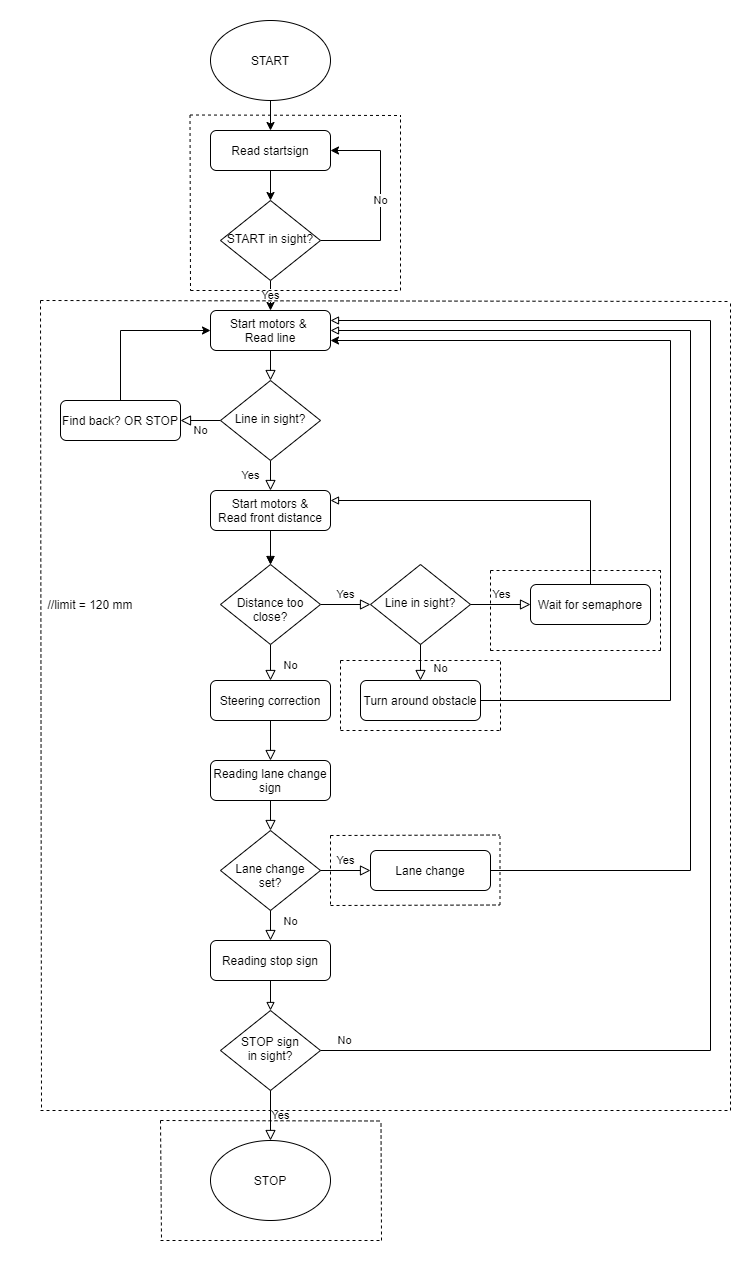 START
Read startsign
No
START in sight?
Yes
Start motors &
Read line
Find back? OR STOP
No
Line in sight?
Yes
Start motors &
Read front distance
//limit = 120 mm
Distance too
close?
Yes
Line in sight?
Yes
Wait for semaphore
No
No
Steering correction
Turn around obstacle
Reading lane change
sign
Lane change
set?
Yes
Lane change
No
Reading stop sign
STOP sign
in sight?
No
Yes
STOP